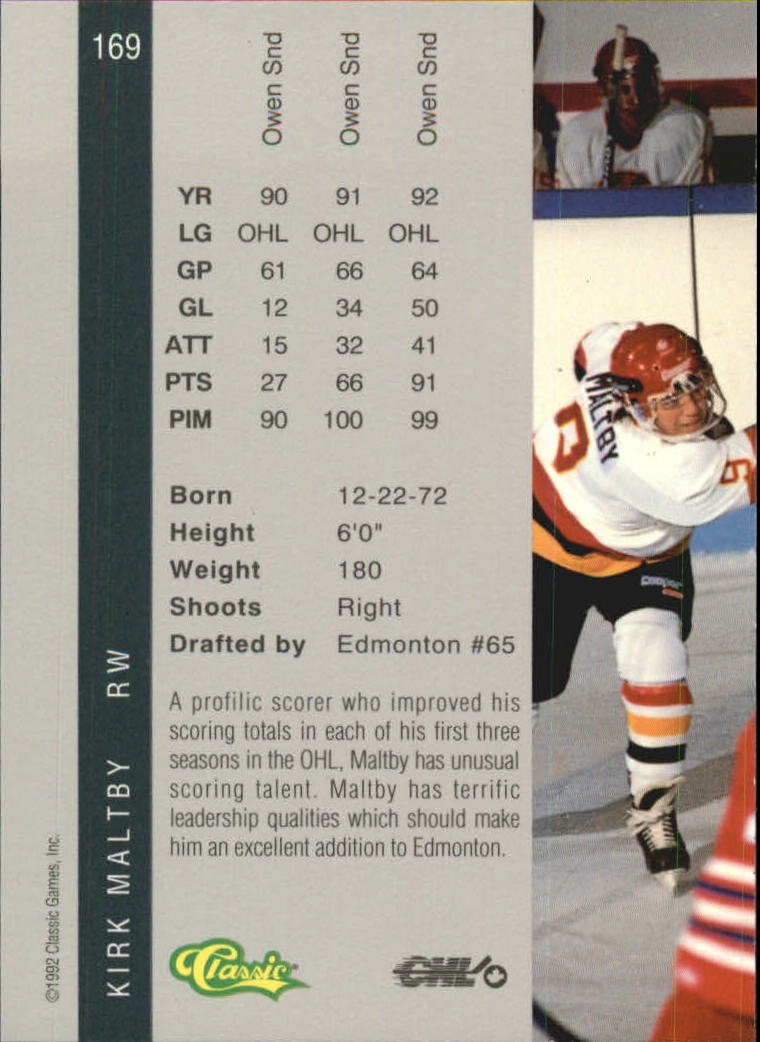 169
Owen Snd Owen Snd Owen Snd
YR 90 91 92
LG OHL OHL OHL
GP 61 66 64
GL 12 34 50
ATT 15 32 41
PTS 27 66 91
PIM 90 100 99
Born 12-22-72
Height 6'0"
Weight 180
Shoots Right
Drafted by Edmonton #65
A profilic scorer who improved his
scoring totals in each of his first three
seasons in the OHL, Maltby has unusual
scoring talent. Maltby has terrific
leadership qualities which should make
him an excellent addition to Edmonton.
KIRK MALTBY RW
©1992 Classic Games, Inc.
Classic
OHL
MALTBY
Cooper